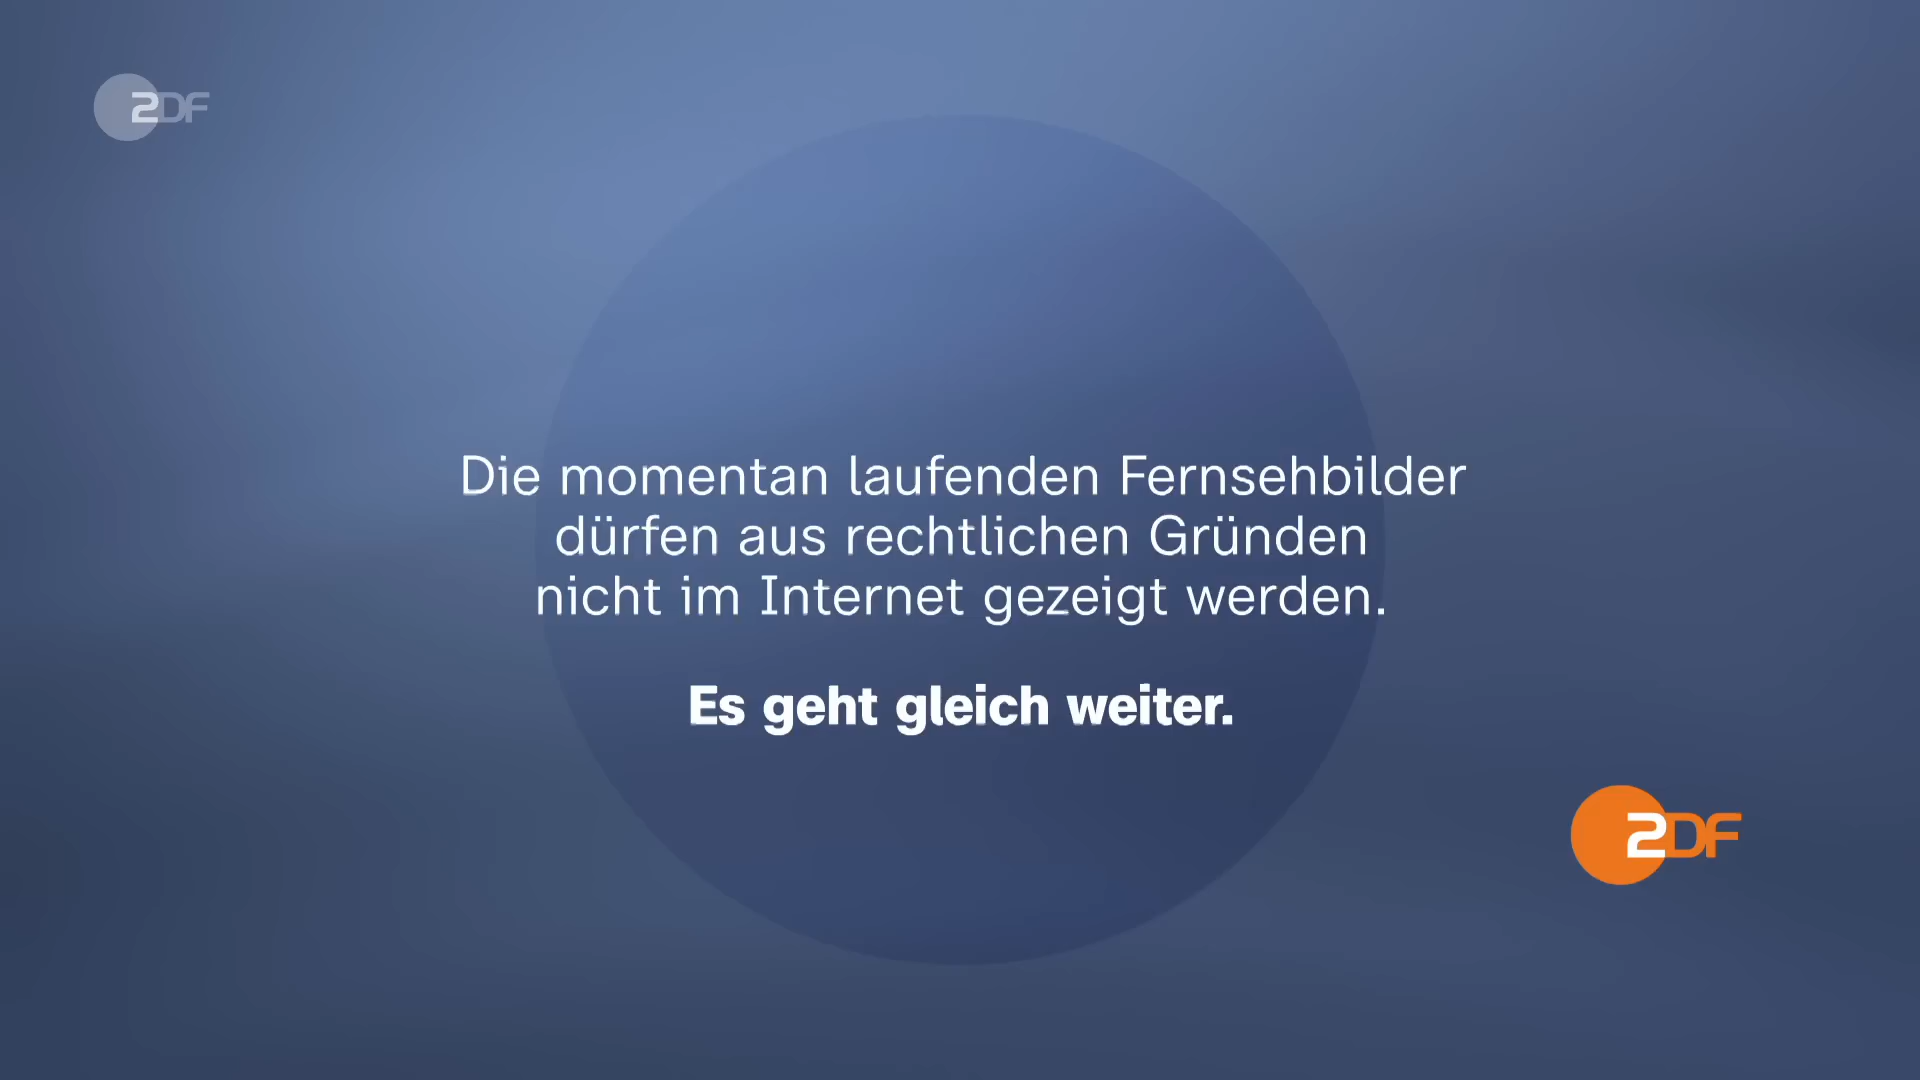 ZDF
Die momentan laufenden Fernsehbilder
dürfen aus rechtlichen Gründen
nicht im Internet gezeigt werden.
Es geht gleich weiter.
ZDF